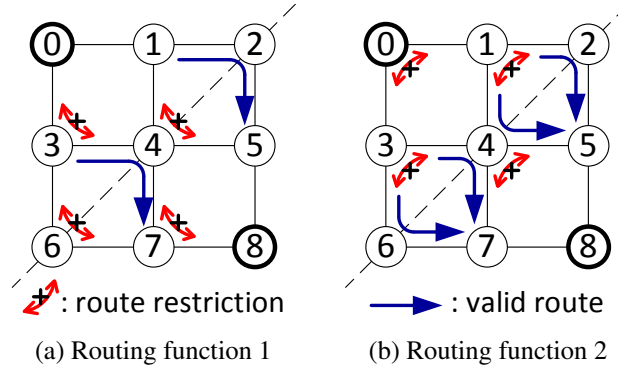 0 1 2 0 1 2
3 4 5 3 4 5
6 7 8 6 7 8
: route restriction : valid route
(a) Routing function 1 (b) Routing function 2